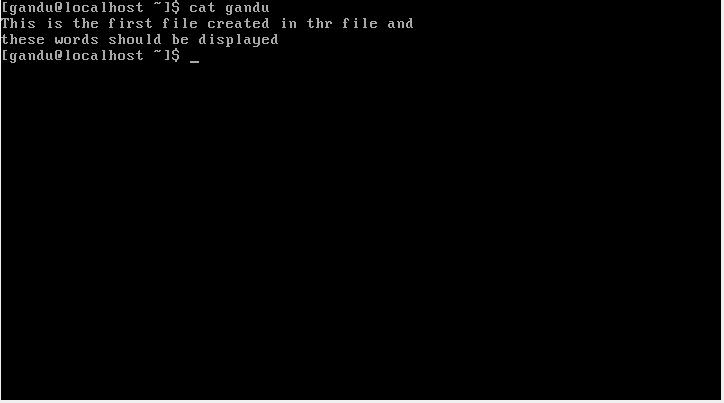 [gandu@localhost ~]$ cat gandu
This is the first file created in thr file and
these words should be displayed
[gandu@localhost ~]$ _